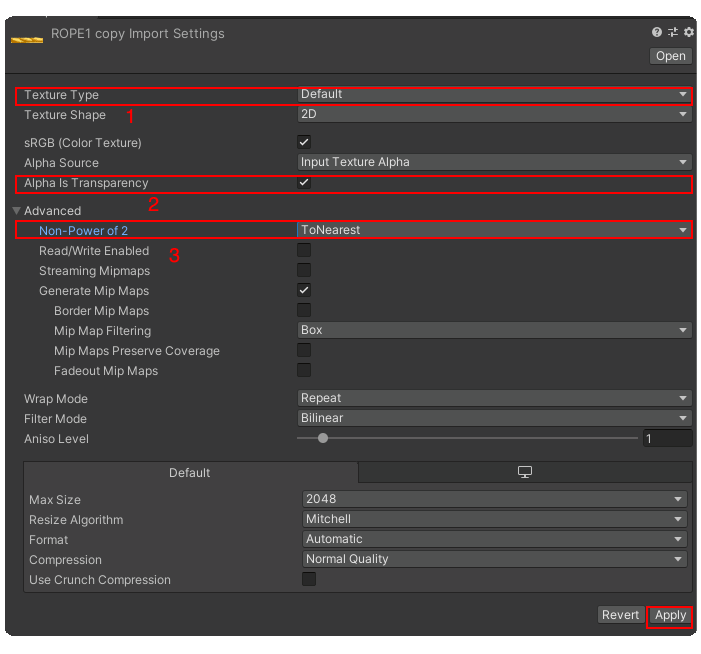 ROPE1 copy Import Settings
Open
Texture Type Default
Texture Shape 1 2D
sRGB (Color Texture)
Alpha Source Input Texture Alpha
Alpha Is Transparency
2
Advanced
Non-Power of 2 ToNearest
Read/Write Enabled 3
Streaming Mipmaps
Generate Mip Maps
Border Mip Maps
Mip Map Filtering Box
Mip Maps Preserve Coverage
Fadeout Mip Maps
Wrap Mode Repeat
Filter Mode Bilinear
Aniso Level 1
Default
Max Size 2048
Resize Algorithm Mitchell
Format Automatic
Compression Normal Quality
Use Crunch Compression
Revert Apply